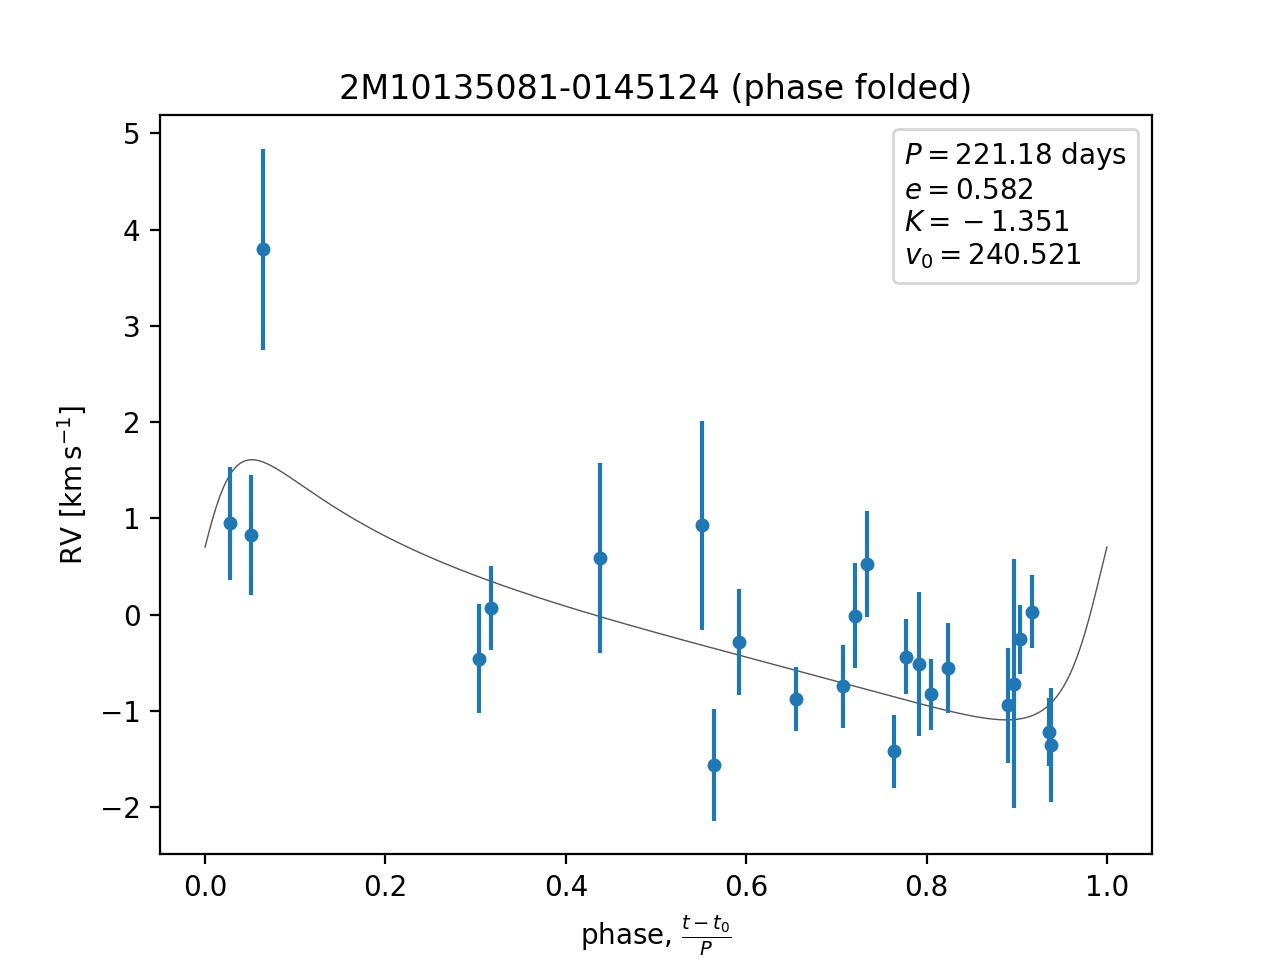 2M10135081-0145124 (phase folded)
P = 221.18 days
e = 0.582
K = −1.351
v₀ = 240.521
5
4
3
2
1
0
−1
−2
RV [km s⁻¹]
0.0 0.2 0.4 0.6 0.8 1.0
phase, (t − t₀)/P